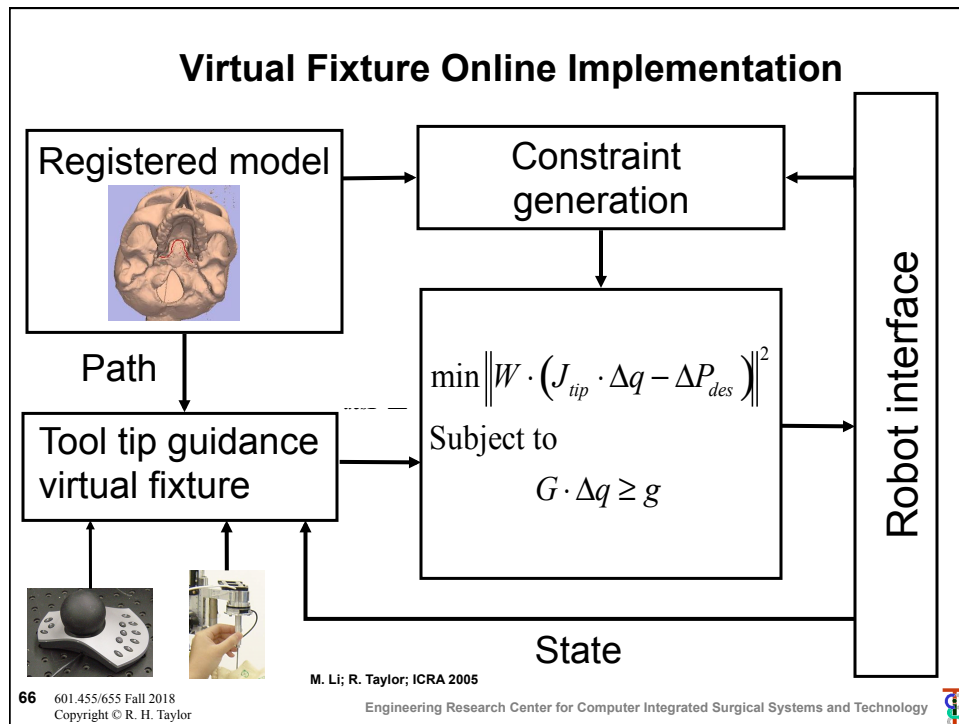 Virtual Fixture Online Implementation
Registered model
Constraint
generation
Robot interface
Path
min‖W · (J_tip · Δq − ΔP_des)‖²
Subject to
G · Δq ≥ g
Tool tip guidance
virtual fixture
State
M. Li; R. Taylor; ICRA 2005
66 601.455/655 Fall 2018
Copyright © R. H. Taylor
Engineering Research Center for Computer Integrated Surgical Systems and Technology